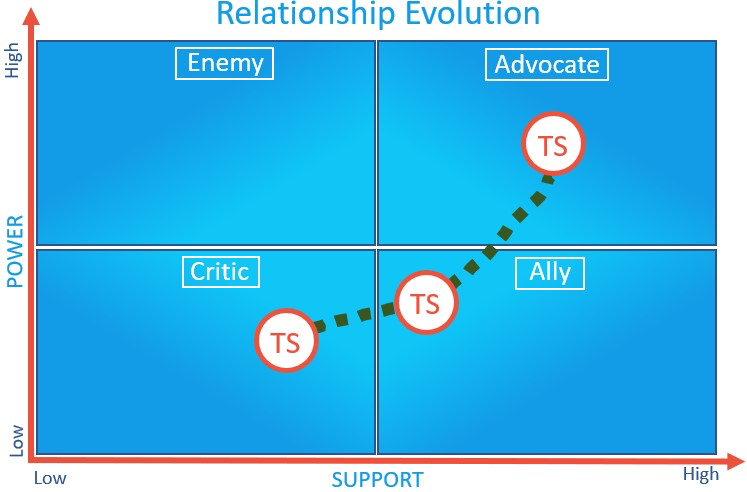 Relationship Evolution
High
Enemy
Advocate
TS
POWER
Critic
Ally
TS
TS
Low
Low
SUPPORT
High